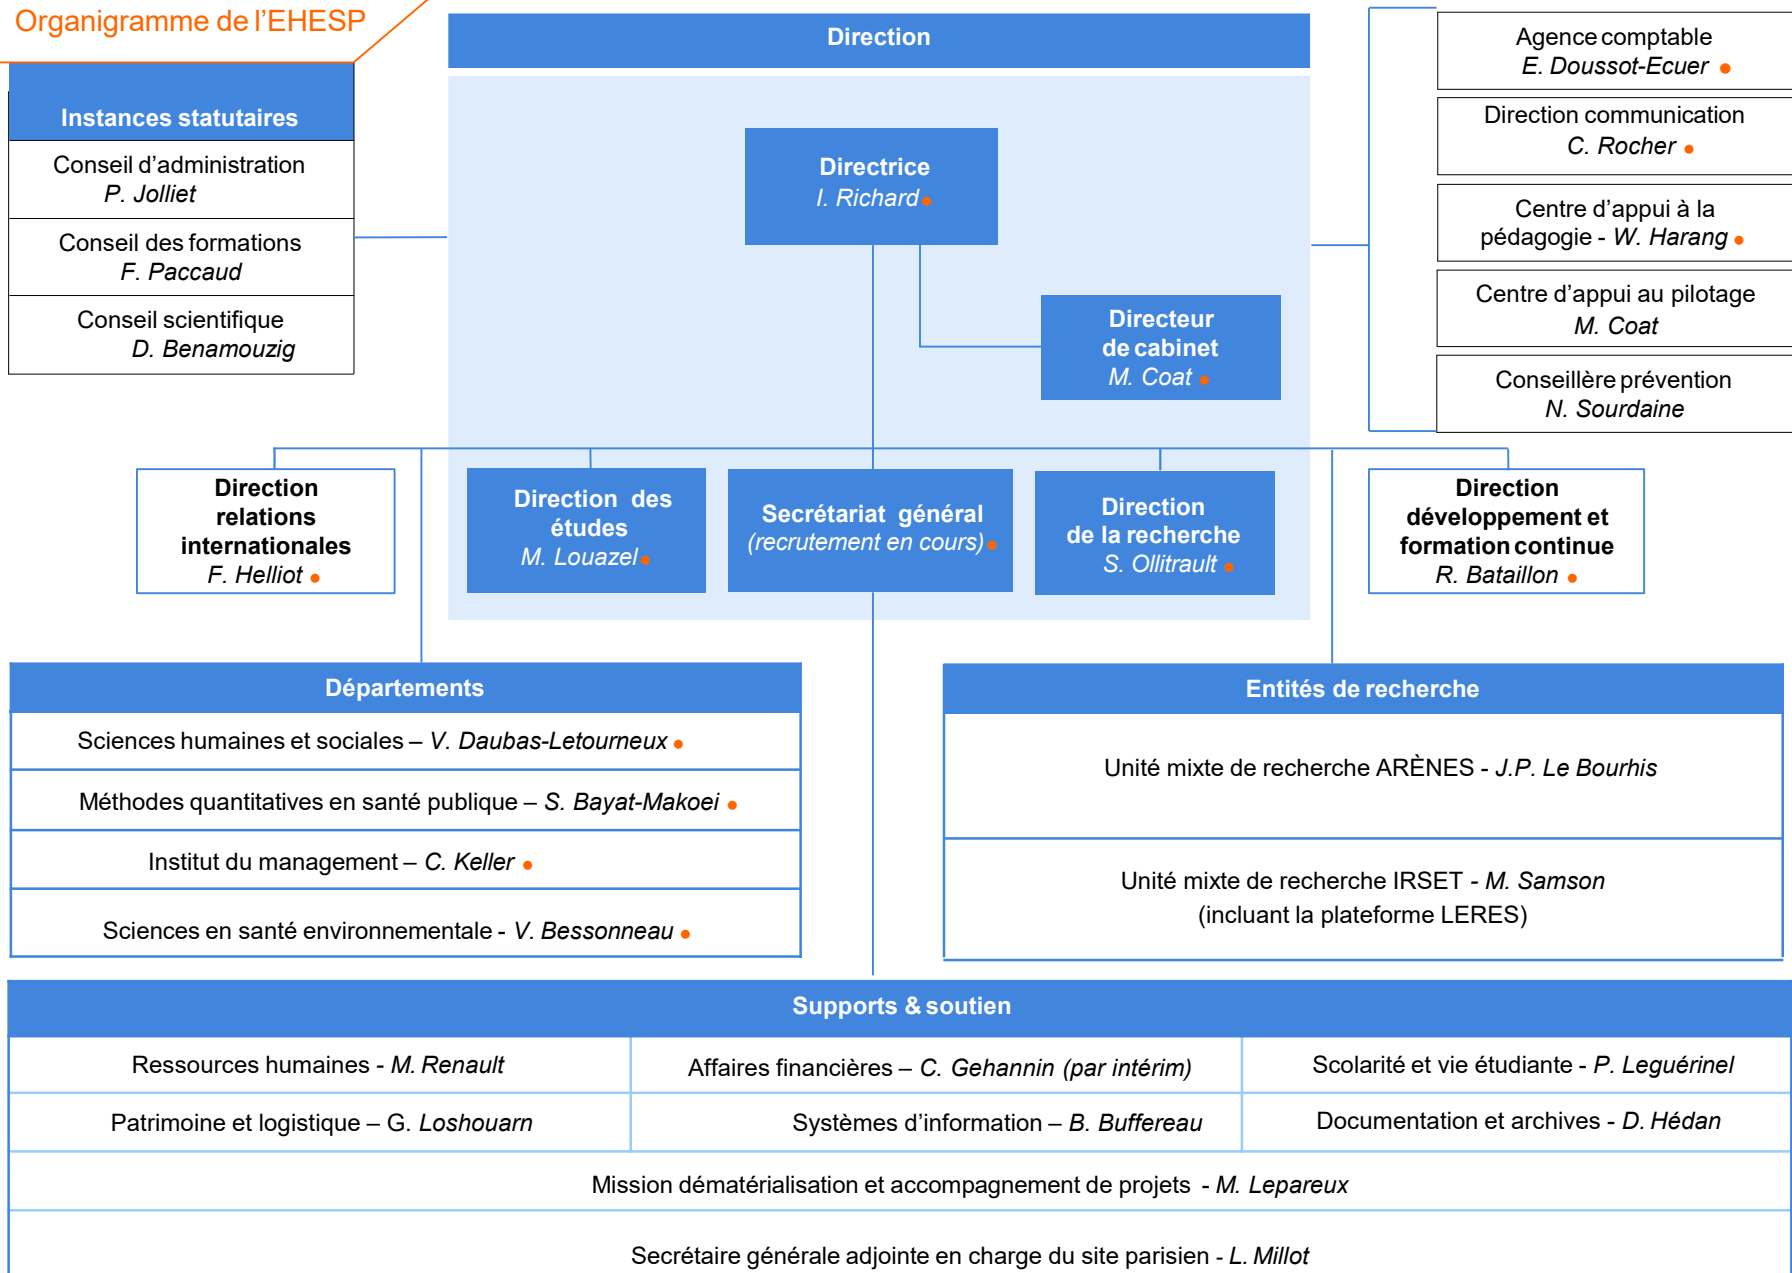 Organigramme de l'EHESP
Direction
Instances statutaires
Conseil d'administration
P. Jolliet
Conseil des formations
F. Paccaud
Conseil scientifique
D. Benamouzig
Directrice
I. Richard
Directeur
de cabinet
M. Coat
Agence comptable
E. Doussot-Ecuer
Direction communication
C. Rocher
Centre d'appui à la
pédagogie - W. Harang
Centre d'appui au pilotage
M. Coat
Conseillère prévention
N. Sourdaine
Direction
relations
internationales
F. Helliot
Direction des
études
M. Louazel
Secrétariat général
(recrutement en cours)
Direction
de la recherche
S. Ollitrault
Direction
développement et
formation continue
R. Bataillon
Départements
Sciences humaines et sociales – V. Daubas-Letourneux
Méthodes quantitatives en santé publique – S. Bayat-Makoei
Institut du management – C. Keller
Sciences en santé environnementale - V. Bessonneau
Entités de recherche
Unité mixte de recherche ARÈNES - J.P. Le Bourhis
Unité mixte de recherche IRSET - M. Samson
(incluant la plateforme LERES)
Supports & soutien
Ressources humaines - M. Renault
Affaires financières – C. Gehannin (par intérim)
Scolarité et vie étudiante - P. Leguérinel
Patrimoine et logistique – G. Loshouarn
Systèmes d'information – B. Buffereau
Documentation et archives - D. Hédan
Mission dématérialisation et accompagnement de projets - M. Lepareux
Secrétaire générale adjointe en charge du site parisien - L. Millot